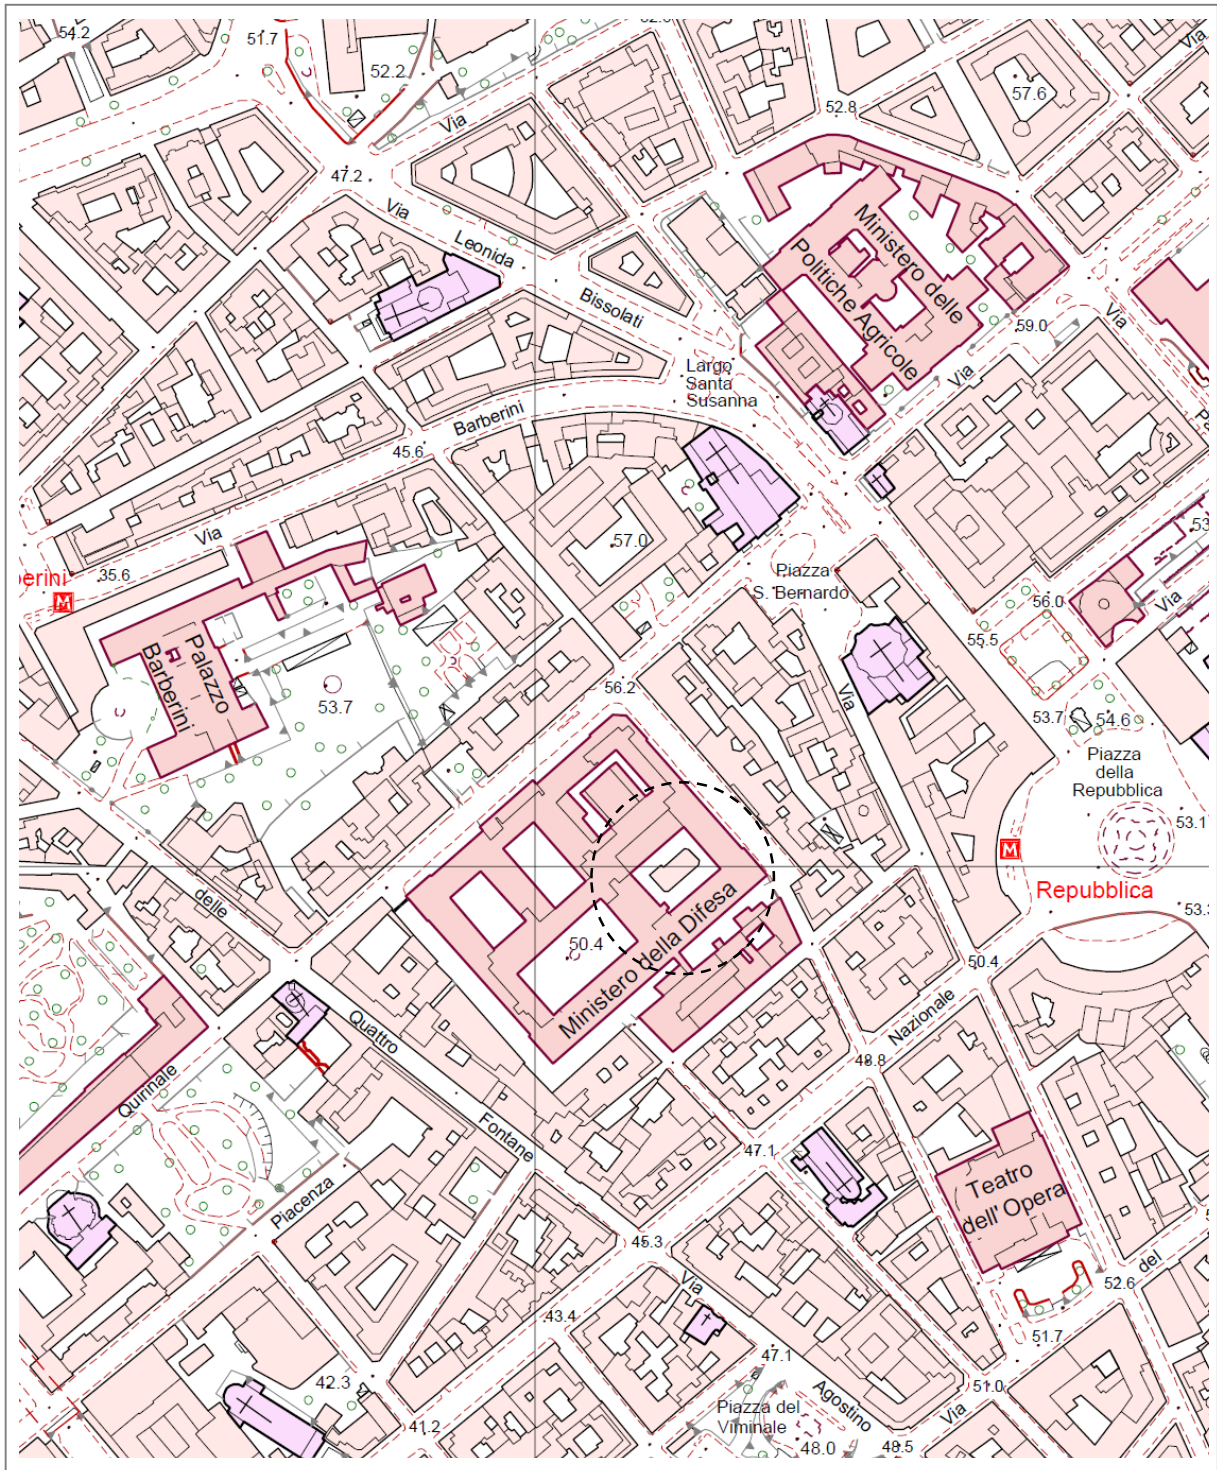 54.2
51.7
52.2
Via
52.8
57.6
Via
47.2
Via
Leonida
Bissolati
Ministero delle
Politiche Agricole
59.0
Via
Via
Largo
Santa
Susanna
Barberini
45.6
Via
57.0
35.6
M
Piazza
S. Bernardo
56.0
Via
55.5
Palazzo
Barberini
53.7
56.2
Via
53.7
54.6
Piazza
della
Repubblica
53.1
M
Repubblica
delle
50.4
Ministero della Difesa
50.4
Nazionale
Quattro
48.8
Quirinale
Fontane
47.1
Teatro
dell' Opera
Piacenza
45.3
del
52.6
Via
43.4
51.7
47.1
42.3
51.0
Agostino
Piazza del
Viminale
Via
41.2
48.0
48.5